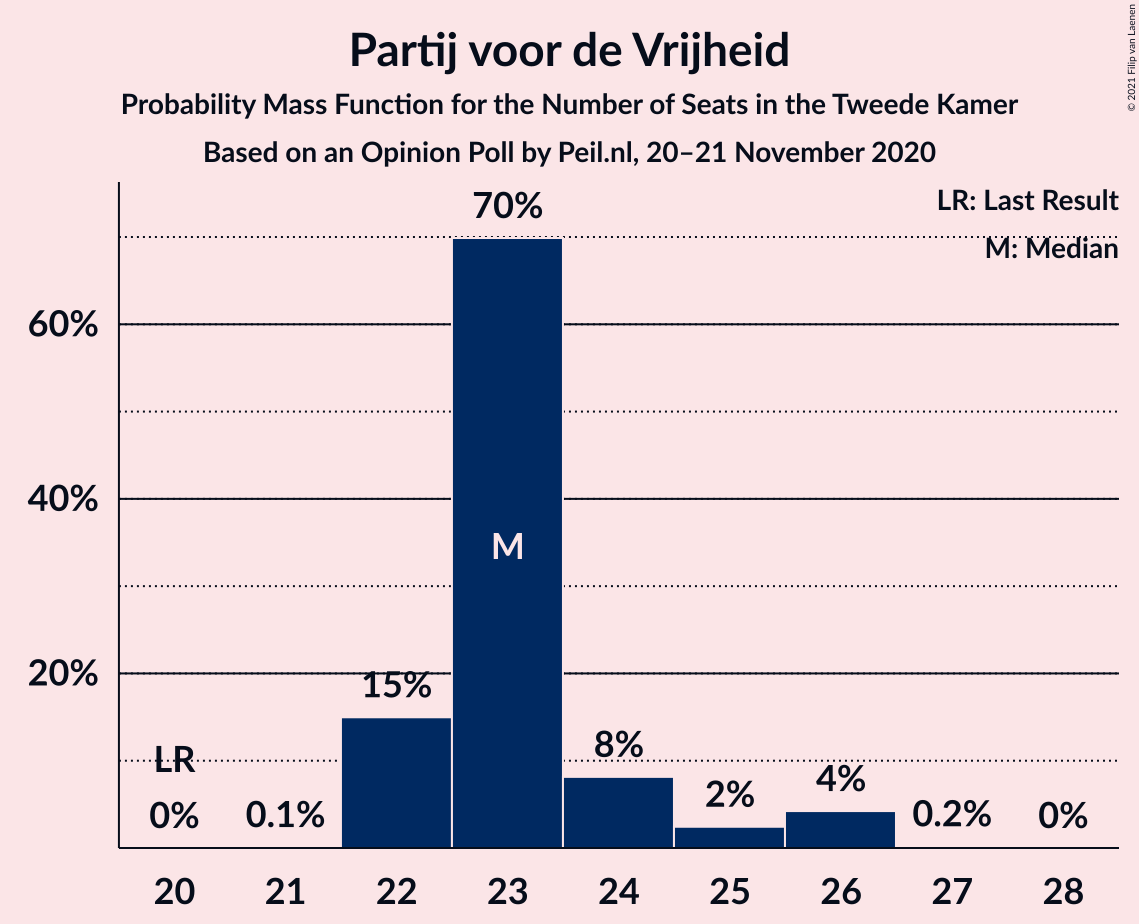 Partij voor de Vrijheid
Probability Mass Function for the Number of Seats in the Tweede Kamer
Based on an Opinion Poll by Peil.nl, 20–21 November 2020
© 2021 Filip van Laenen
LR: Last Result
M: Median
70%
60%
40%
20%
M
15%
LR
0%
0.1%
8%
2%
4%
0.2%
0%
20 21 22 23 24 25 26 27 28